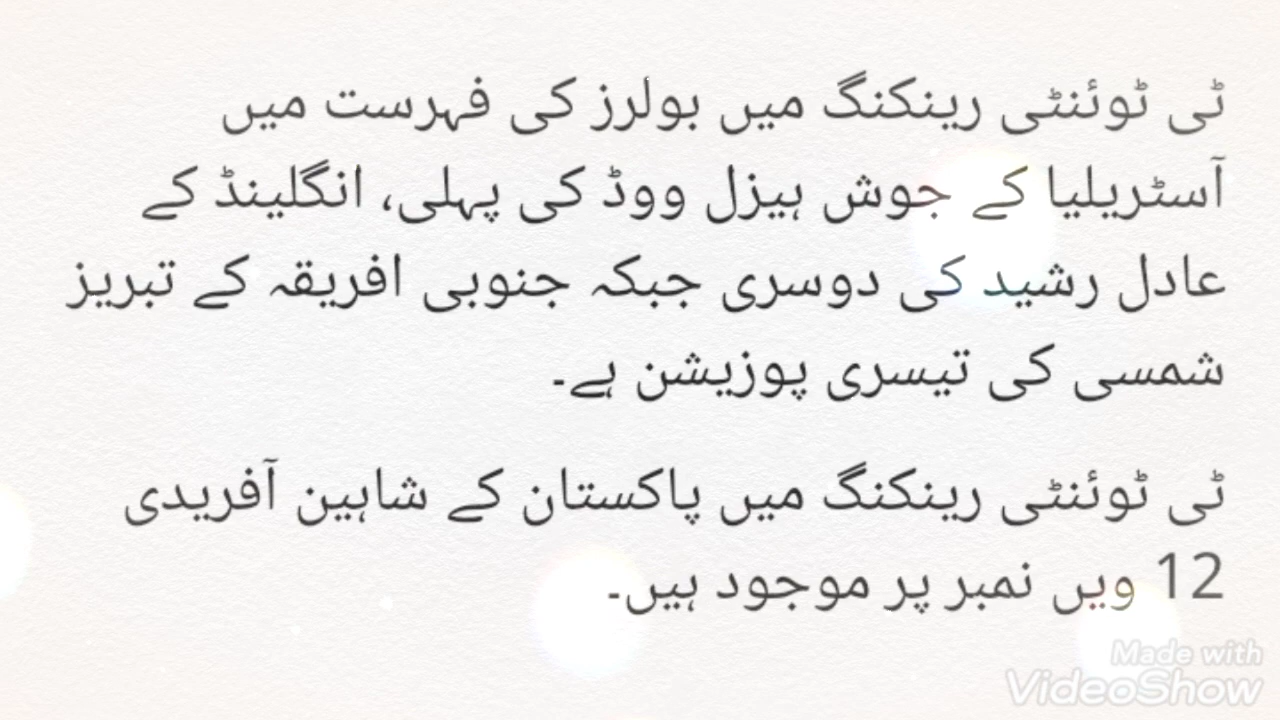 ٹی ٹوئنٹی رینکنگ میں بولرز کی فہرست میں
آسٹریلیا کے جوش ہیزل ووڈ کی پہلی، انگلینڈ کے
عادل رشید کی دوسری جبکہ جنوبی افریقہ کے تبریز
شمسی کی تیسری پوزیشن ہے۔
ٹی ٹوئنٹی رینکنگ میں پاکستان کے شاہین آفریدی
12 ویں نمبر پر موجود ہیں۔
Made with
VideoShow